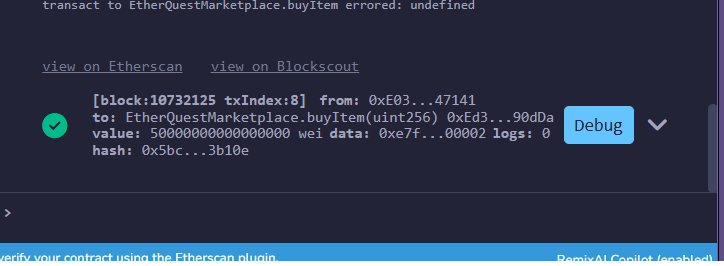 transact to EtherQuestMarketplace.buyItem errored: undefined
view on Etherscan view on Blockscout
[block:10732125 txIndex:8] from: 0xE03...47141
to: EtherQuestMarketplace.buyItem(uint256) 0xEd3...90dDa
value: 50000000000000000 wei data: 0xe7f...00002 logs: 0
hash: 0x5bc...3b10e
Debug
>
verify your contract using the Etherscan plugin. RemixAI Copilot (enabled)